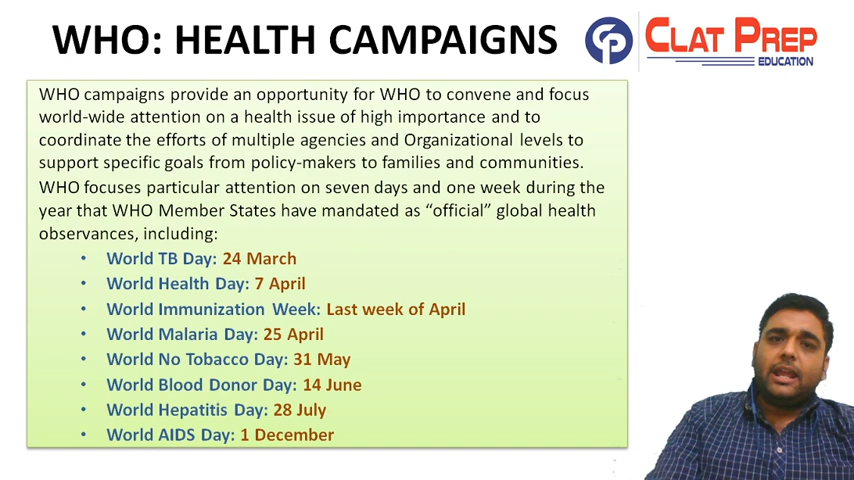 WHO: HEALTH CAMPAIGNS
CP
CLAT PREP
EDUCATION
WHO campaigns provide an opportunity for WHO to convene and focus
world-wide attention on a health issue of high importance and to
coordinate the efforts of multiple agencies and Organizational levels to
support specific goals from policy-makers to families and communities.
WHO focuses particular attention on seven days and one week during the
year that WHO Member States have mandated as “official” global health
observances, including:
• World TB Day: 24 March
• World Health Day: 7 April
• World Immunization Week: Last week of April
• World Malaria Day: 25 April
• World No Tobacco Day: 31 May
• World Blood Donor Day: 14 June
• World Hepatitis Day: 28 July
• World AIDS Day: 1 December